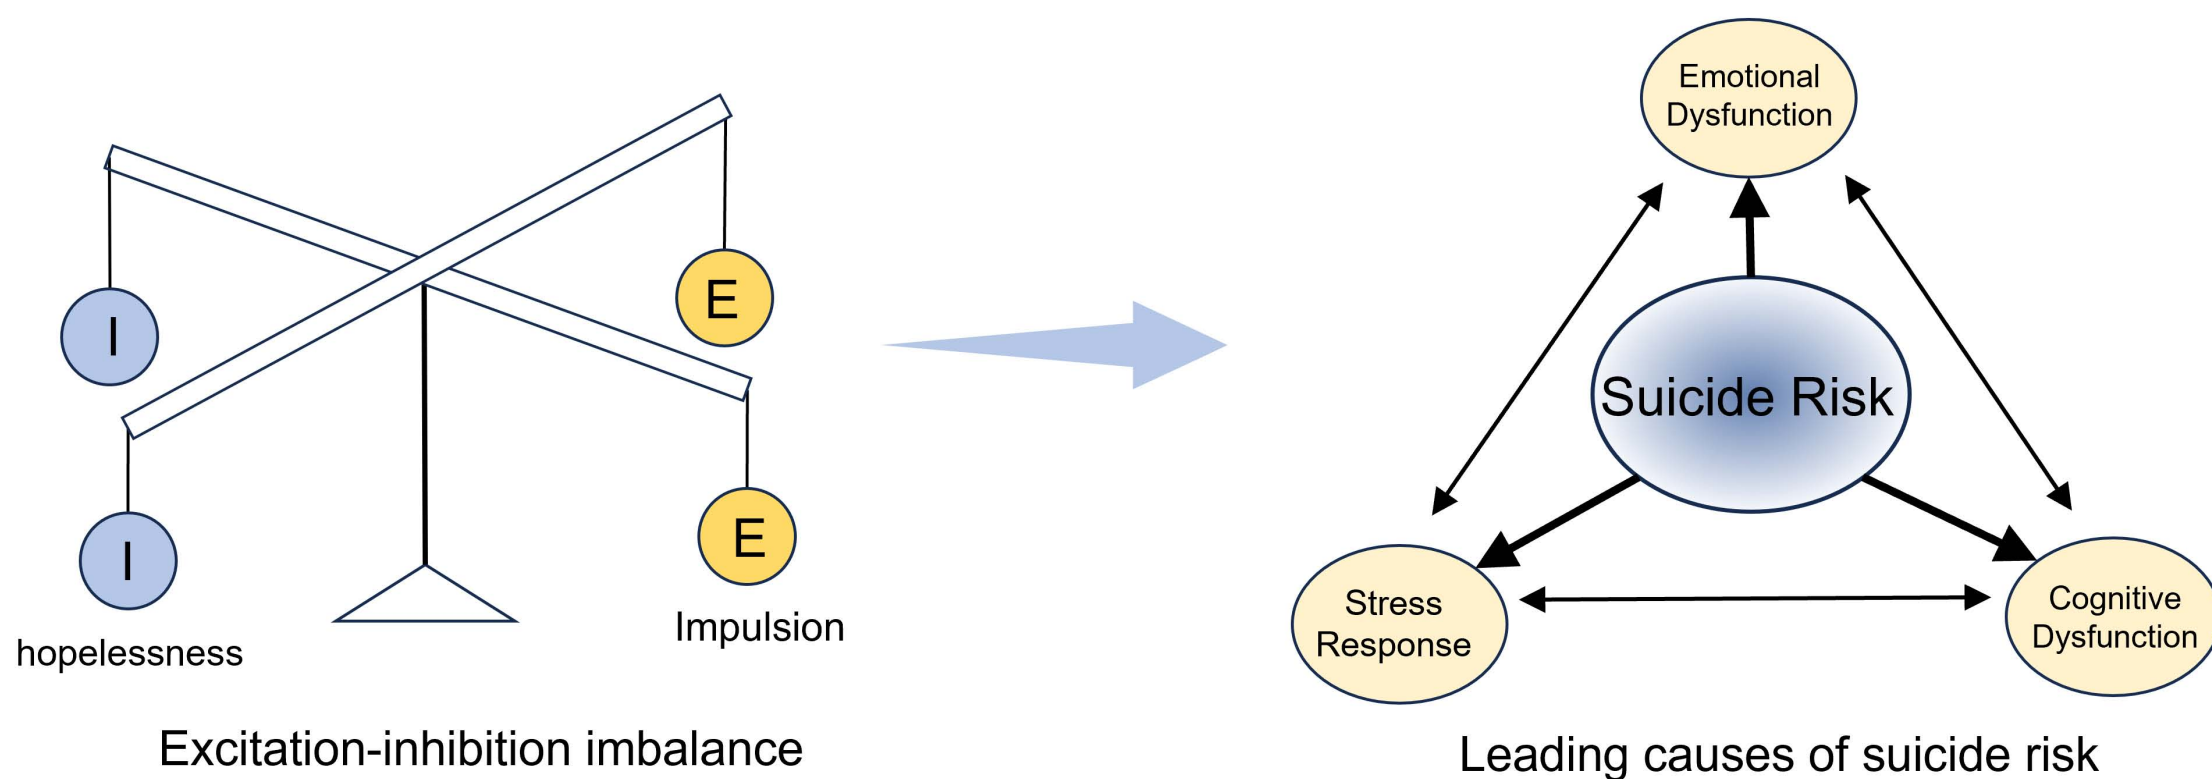 I
E
I
E
hopelessness
Impulsion
Excitation-inhibition imbalance
Emotional
Dysfunction
Suicide Risk
Stress
Response
Cognitive
Dysfunction
Leading causes of suicide risk